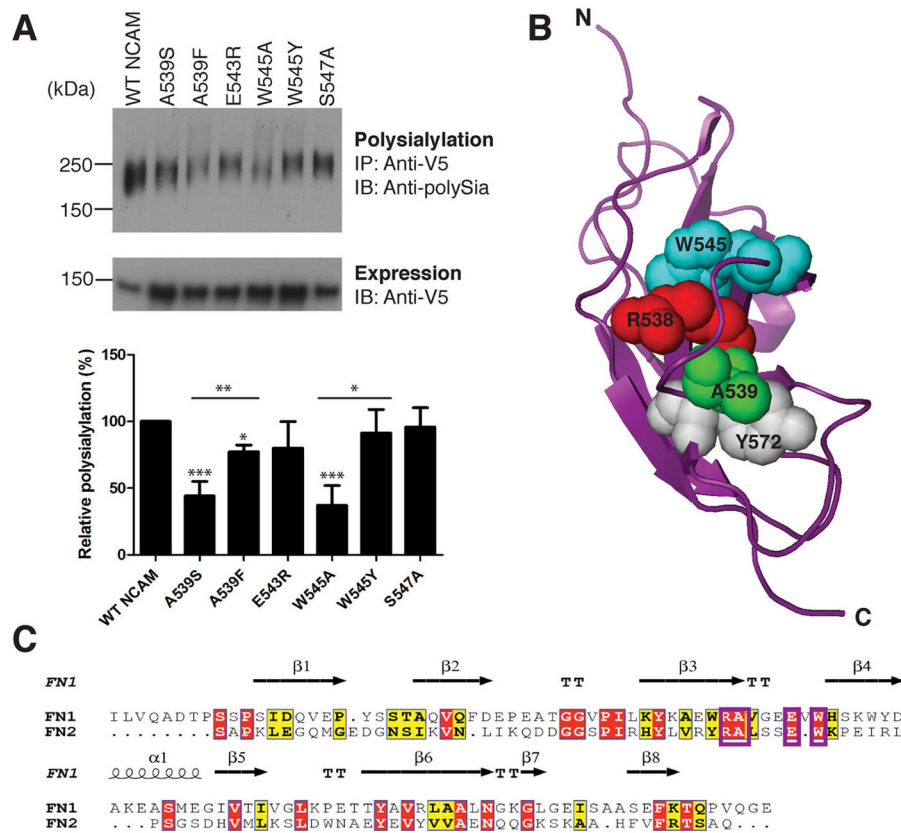 A
WT NCAM
A539S
A539F
E543R
W545A
W545Y
S547A
(kDa)
250
150
Polysialylation
IP: Anti-V5
IB: Anti-polySia
150
Expression
IB: Anti-V5
Relative polysialylation (%)
150
100
50
0
***
**
*
***
*
WT NCAM
A539S
A539F
E543R
W545A
W545Y
S547A
B
N
W545
R538
A539
Y572
C
C
FN1 β1 β2 TT β3 TT β4
FN1 ILVQADTPSSPSIDQVEP.YSSTAQVQFDEPEATGGVPILKYKAEWRAVGEEVWHSKWYD
FN2 ........SAPKLEGQMGEDGNSIKVN.LIKQDDGGSPIRHYLVRYRALSSE.WKPEIRL
FN1 α1 β5 TT β6 TT β7 β8
FN1 AKEASMEGIVTIVGLKPETTYAVRLAALNGKGLGEISAASEFKTQPVQGE
FN2 ...PSGSDHVMLKSLDWNAEYEVYVVAENQQGKSKAA.HFVFRTSAQ